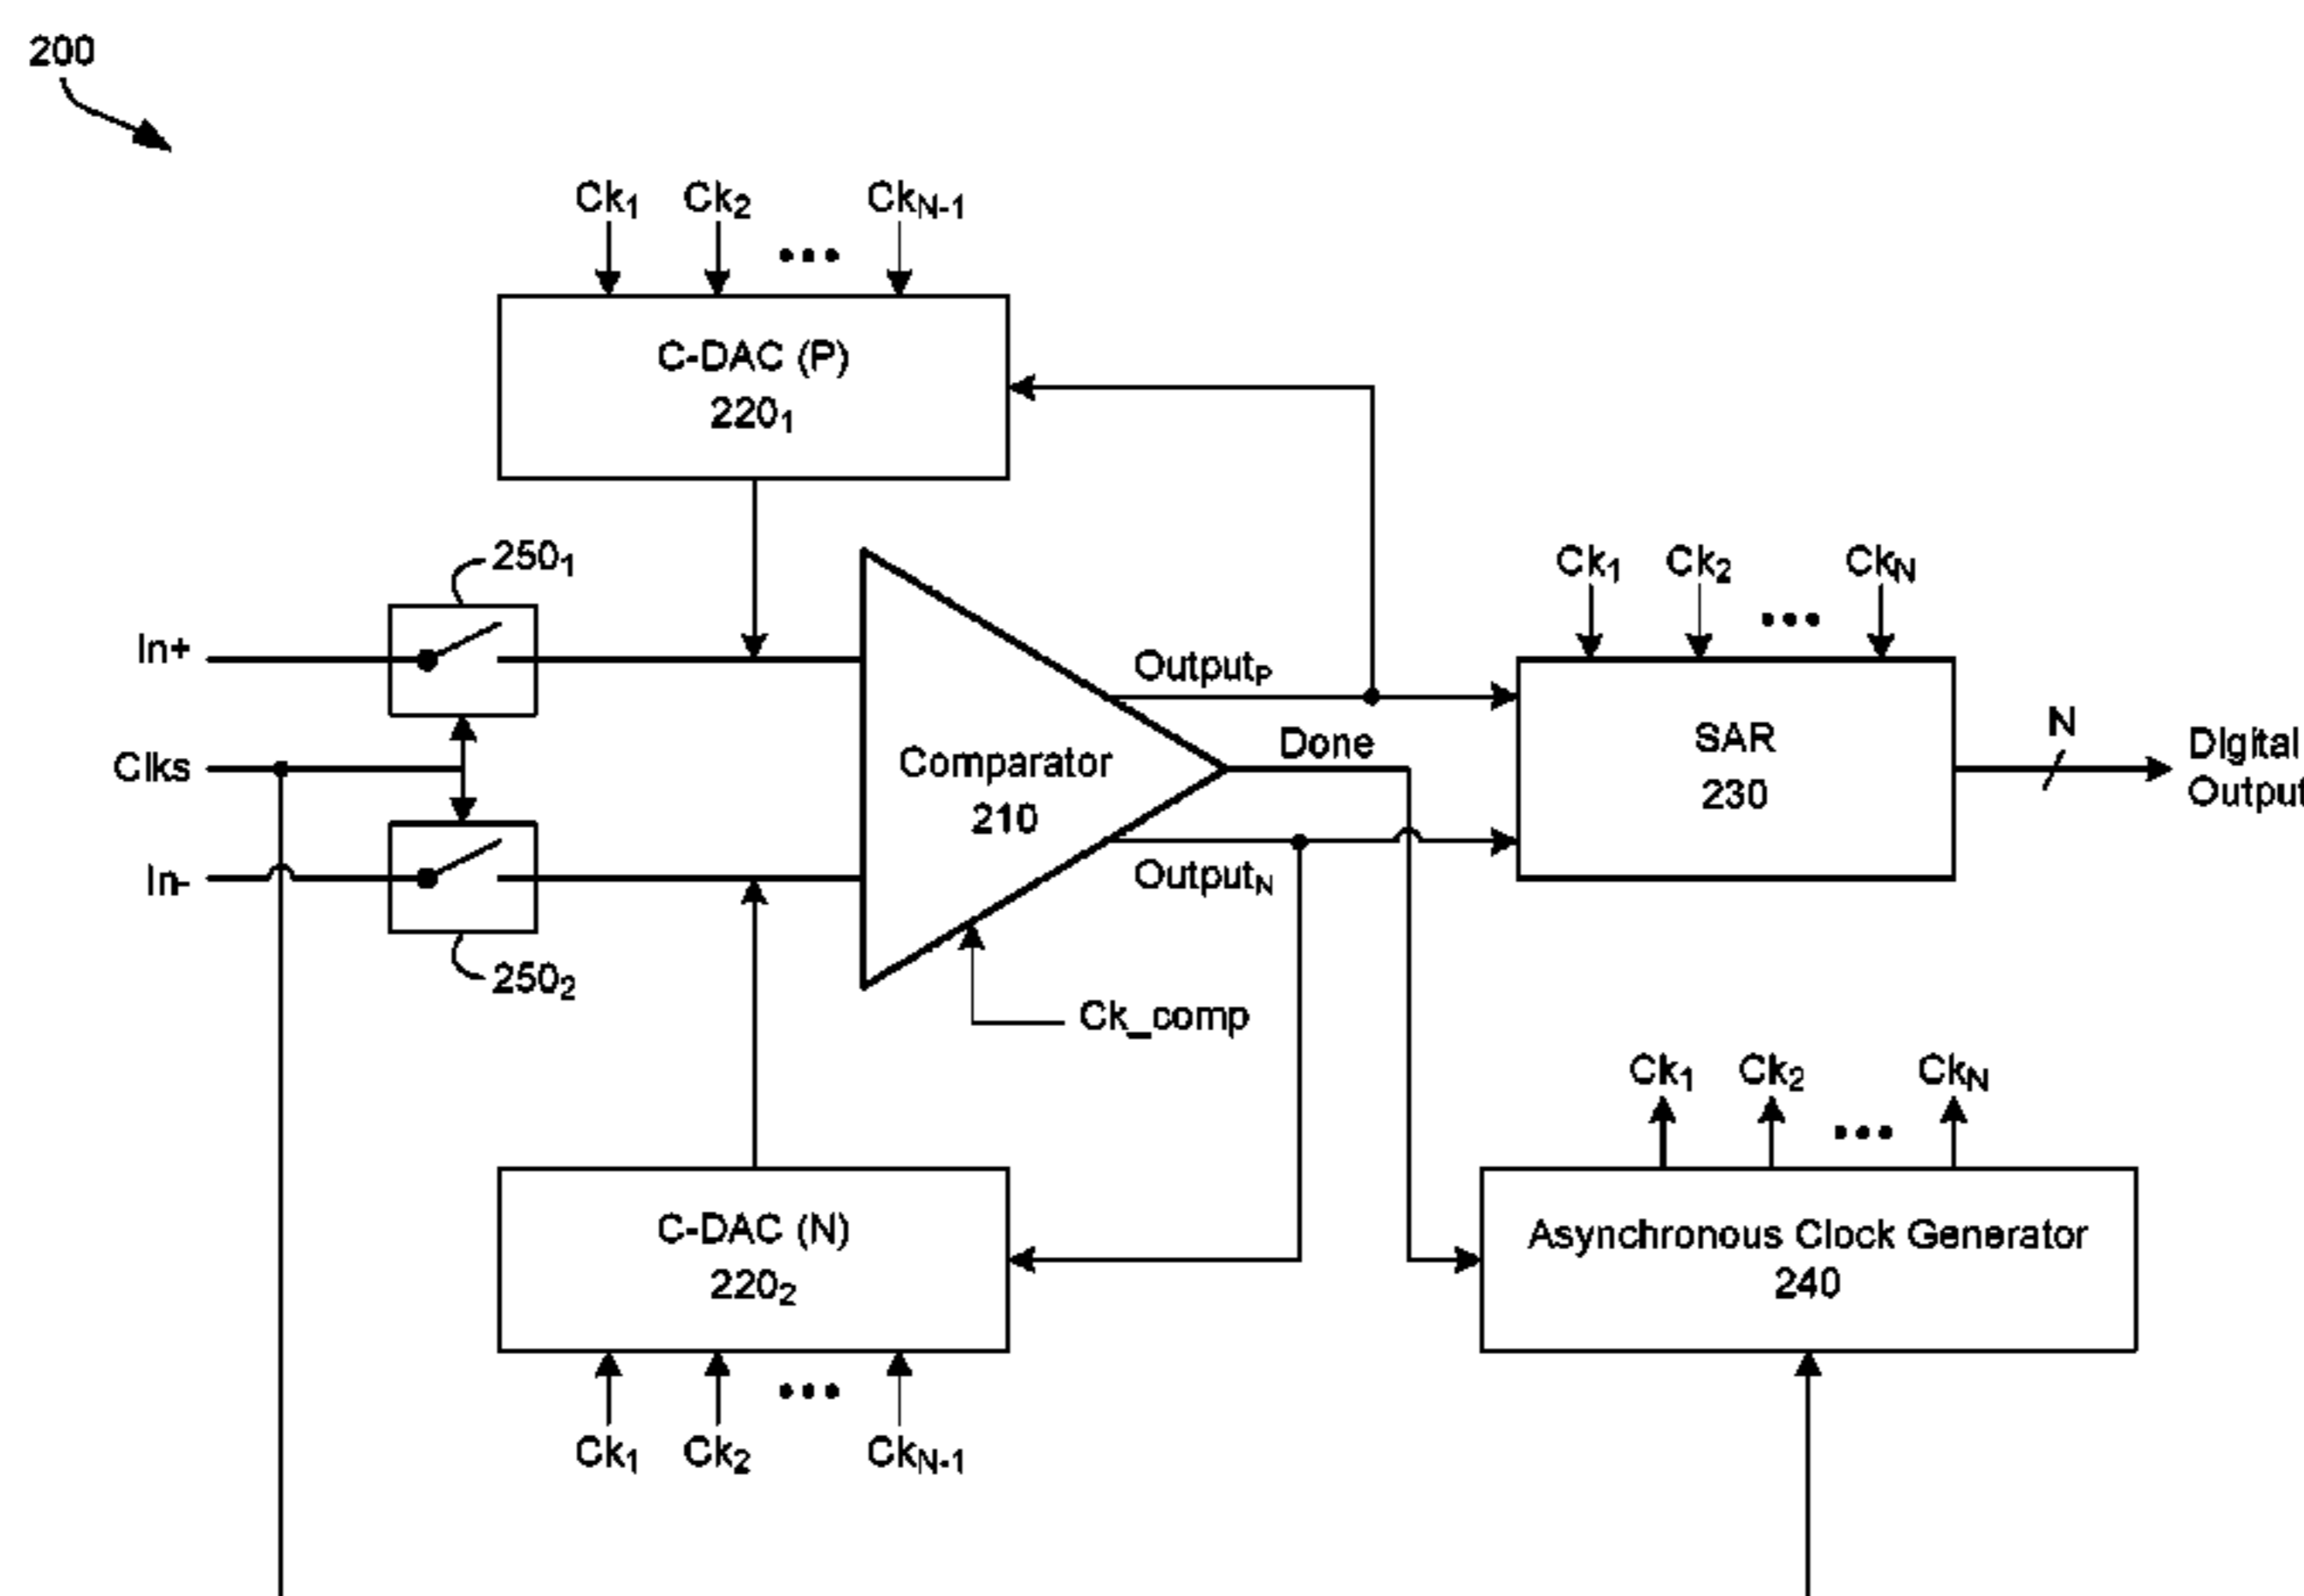 200
Ck1 Ck2 ••• CkN-1
C-DAC (P)
2201
2501
In+
Clks
In-
2502
Comparator
210
OutputP
Done
OutputN
Ck_comp
Ck1 Ck2 ••• CkN
SAR
230
N
Digital
Output
C-DAC (N)
2202
Ck1 Ck2 ••• CkN-1
Ck1 Ck2 ••• CkN
Asynchronous Clock Generator
240